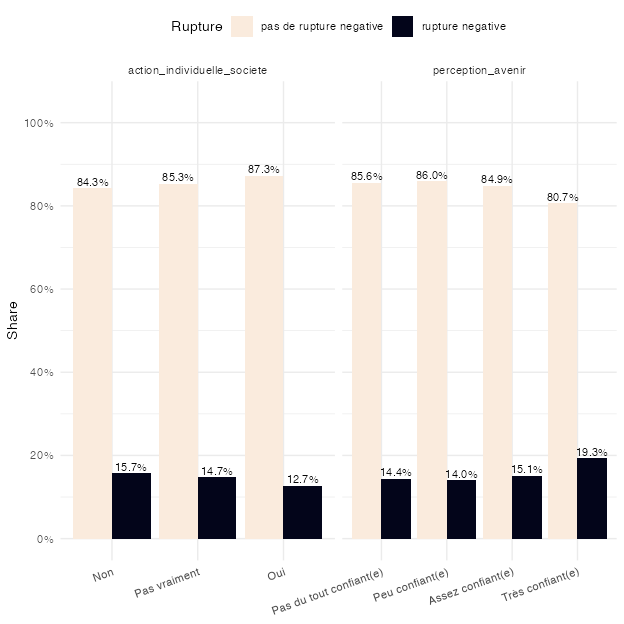 Rupture pas de rupture negative rupture negative
action_individuelle_societe perception_avenir
100%
80%
60%
40%
20%
0%
Share
84.3% 85.3% 87.3% 85.6% 86.0% 84.9% 80.7%
15.7% 14.7% 12.7% 14.4% 14.0% 15.1% 19.3%
Non Pas vraiment Oui Pas du tout confiant(e) Peu confiant(e) Assez confiant(e) Très confiant(e)